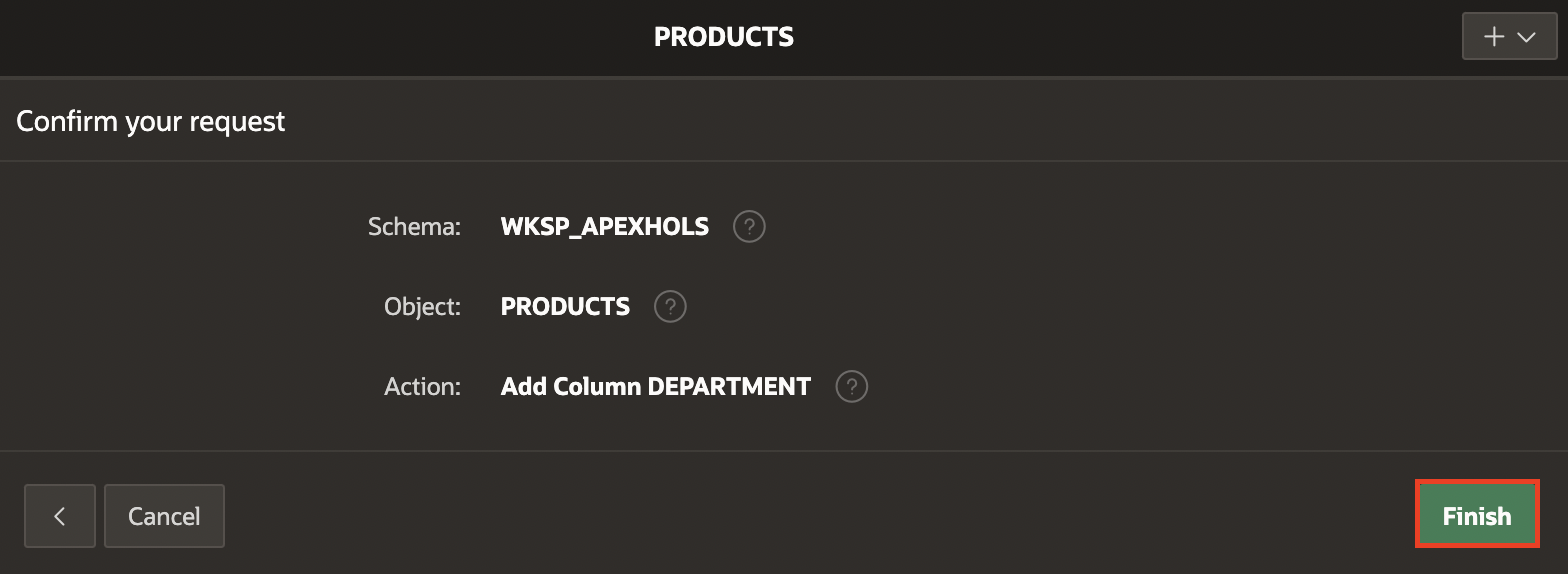 PRODUCTS
Confirm your request
Schema: WKSP_APEXHOLS ?
Object: PRODUCTS ?
Action: Add Column DEPARTMENT ?
Cancel Finish